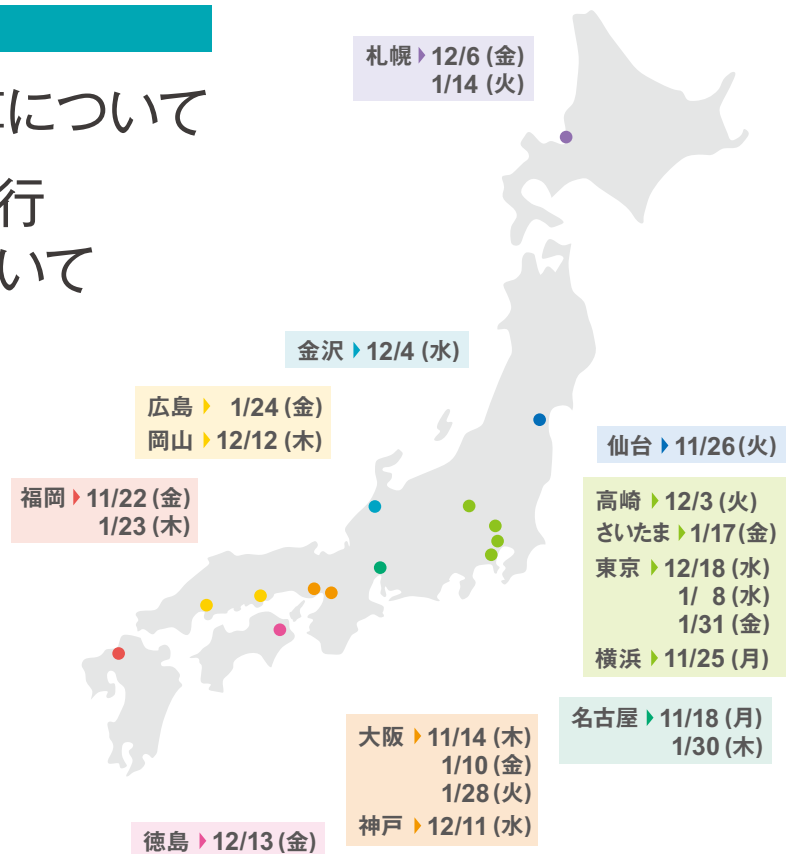 について
行
いて
札幌 12/6 (金)
1/14 (火)
金沢 12/4 (水)
広島 1/24 (金)
岡山 12/12 (木)
仙台 11/26 (火)
福岡 11/22 (金)
1/23 (木)
高崎 12/3 (火)
さいたま 1/17 (金)
東京 12/18 (水)
1/ 8 (水)
1/31 (金)
横浜 11/25 (月)
名古屋 11/18 (月)
1/30 (木)
大阪 11/14 (木)
1/10 (金)
1/28 (火)
神戸 12/11 (水)
徳島 12/13 (金)